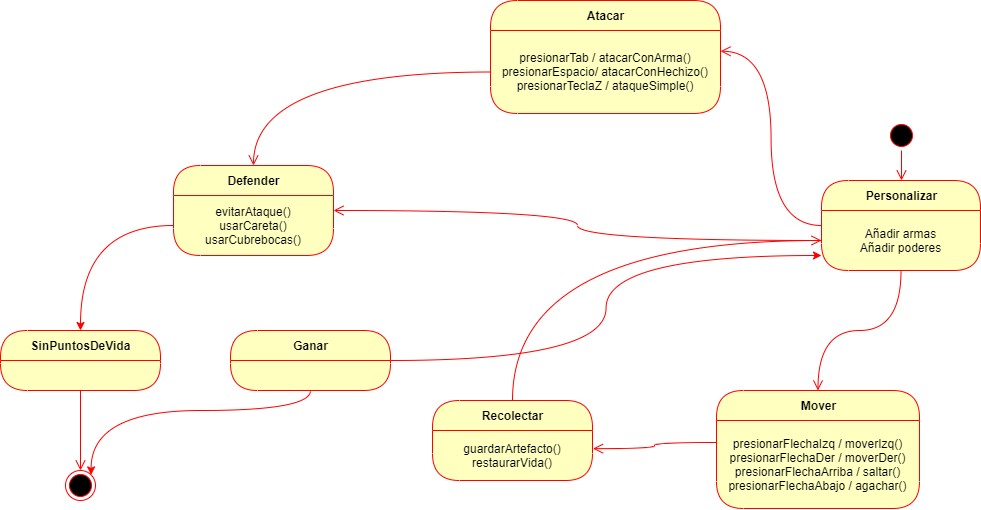 Atacar
presionarTab / atacarConArma()
presionarEspacio/ atacarConHechizo()
presionarTeclaZ / ataqueSimple()
Defender
evitarAtaque()
usarCareta()
usarCubrebocas()
Personalizar
Añadir armas
Añadir poderes
SinPuntosDeVida
Ganar
Recolectar
guardarArtefacto()
restaurarVida()
Mover
presionarFlechaIzq / moverIzq()
presionarFlechaDer / moverDer()
presionarFlechaArriba / saltar()
presionarFlechaAbajo / agachar()